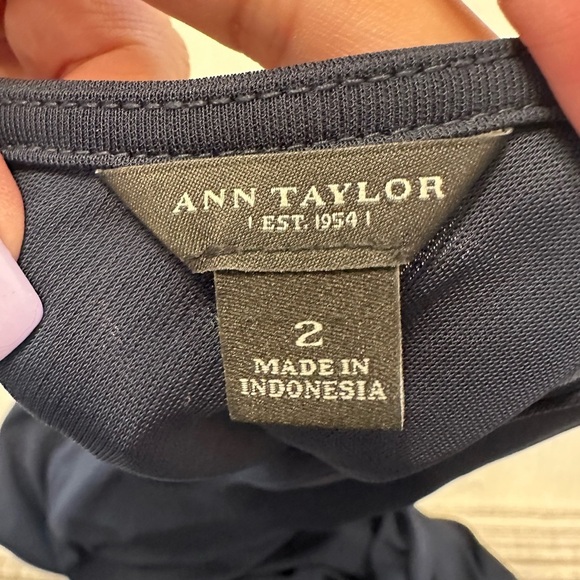 ANN TAYLOR
| EST. 1954 |
2
MADE IN
INDONESIA